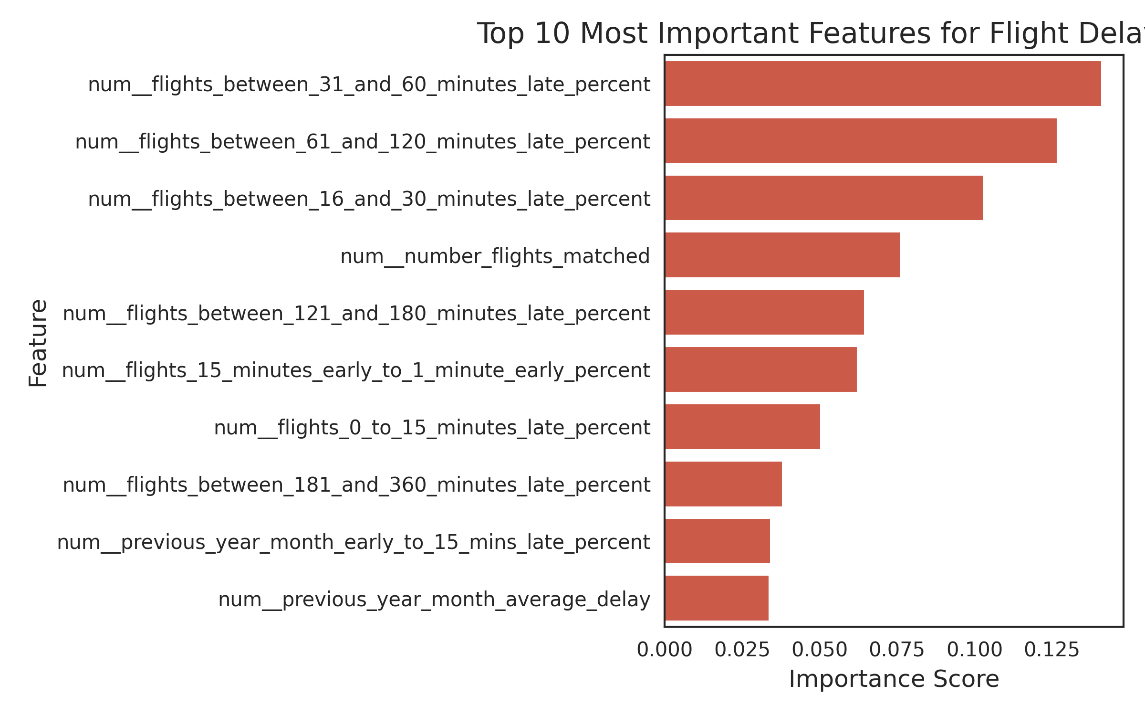 Top 10 Most Important Features for Flight
num__flights_between_31_and_60_minutes_late_percent
num__flights_between_61_and_120_minutes_late_percent
num__flights_between_16_and_30_minutes_late_percent
num__number_flights_matched
num__flights_between_121_and_180_minutes_late_percent
num__flights_15_minutes_early_to_1_minute_early_percent
num__flights_0_to_15_minutes_late_percent
num__flights_between_181_and_360_minutes_late_percent
num__previous_year_month_early_to_15_mins_late_percent
num__previous_year_month_average_delay
Feature
0.000 0.025 0.050 0.075 0.100 0.125
Importance Score